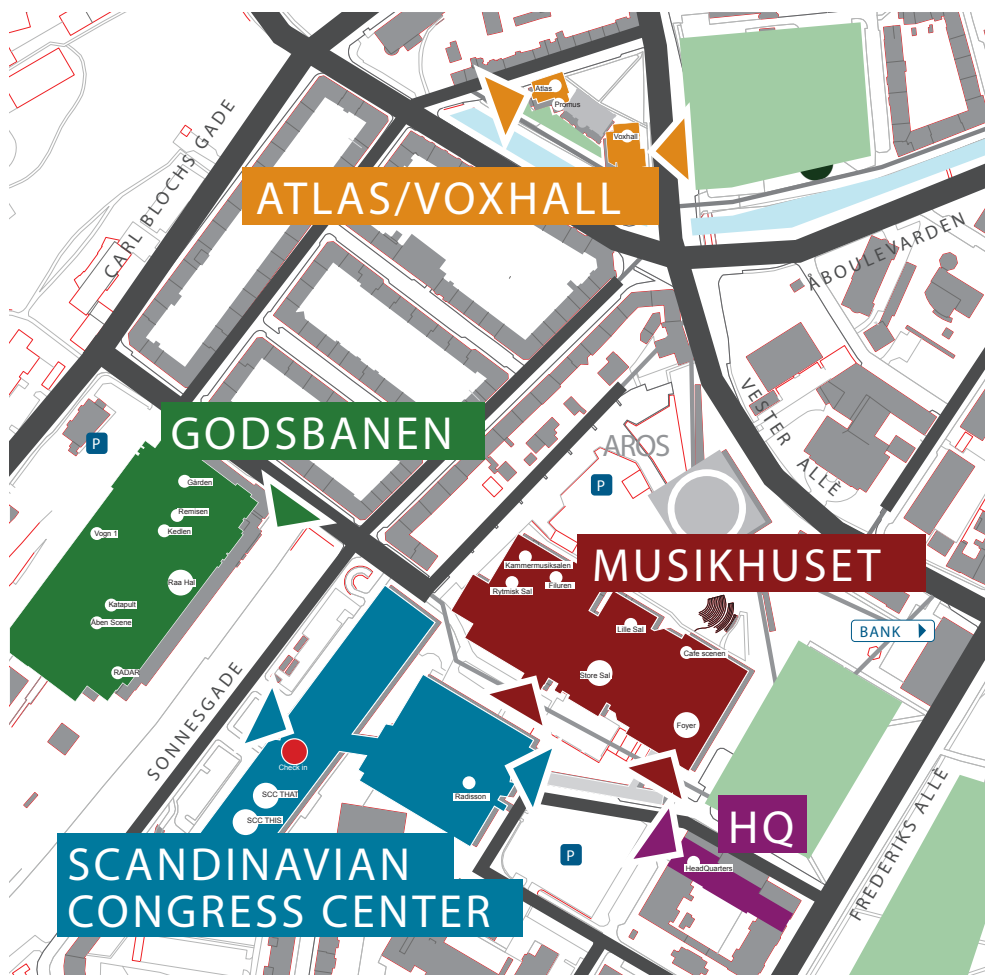 Atlas
Promus
Voxhall
ATLAS/VOXHALL
CARL BLOCHS GADE
ÅBOULEVARDEN
VESTER ALLÈ
GODSBANEN
P
AROS
P
Gården
Remisen
Kedlen
Vogn 1
Raa Hal
Katapult
Åben Scene
RADAR
MUSIKHUSET
Kammermusiksalen
Rytmisk Sal
Filuren
Lille Sal
Cafe scenen
Store Sal
Foyer
BANK
SONNESGADE
Check in
SCC THAT
SCC THIS
Radisson
P
HQ
HeadQuarters
FREDERIKS ALLÈ
SCANDINAVIAN
CONGRESS CENTER